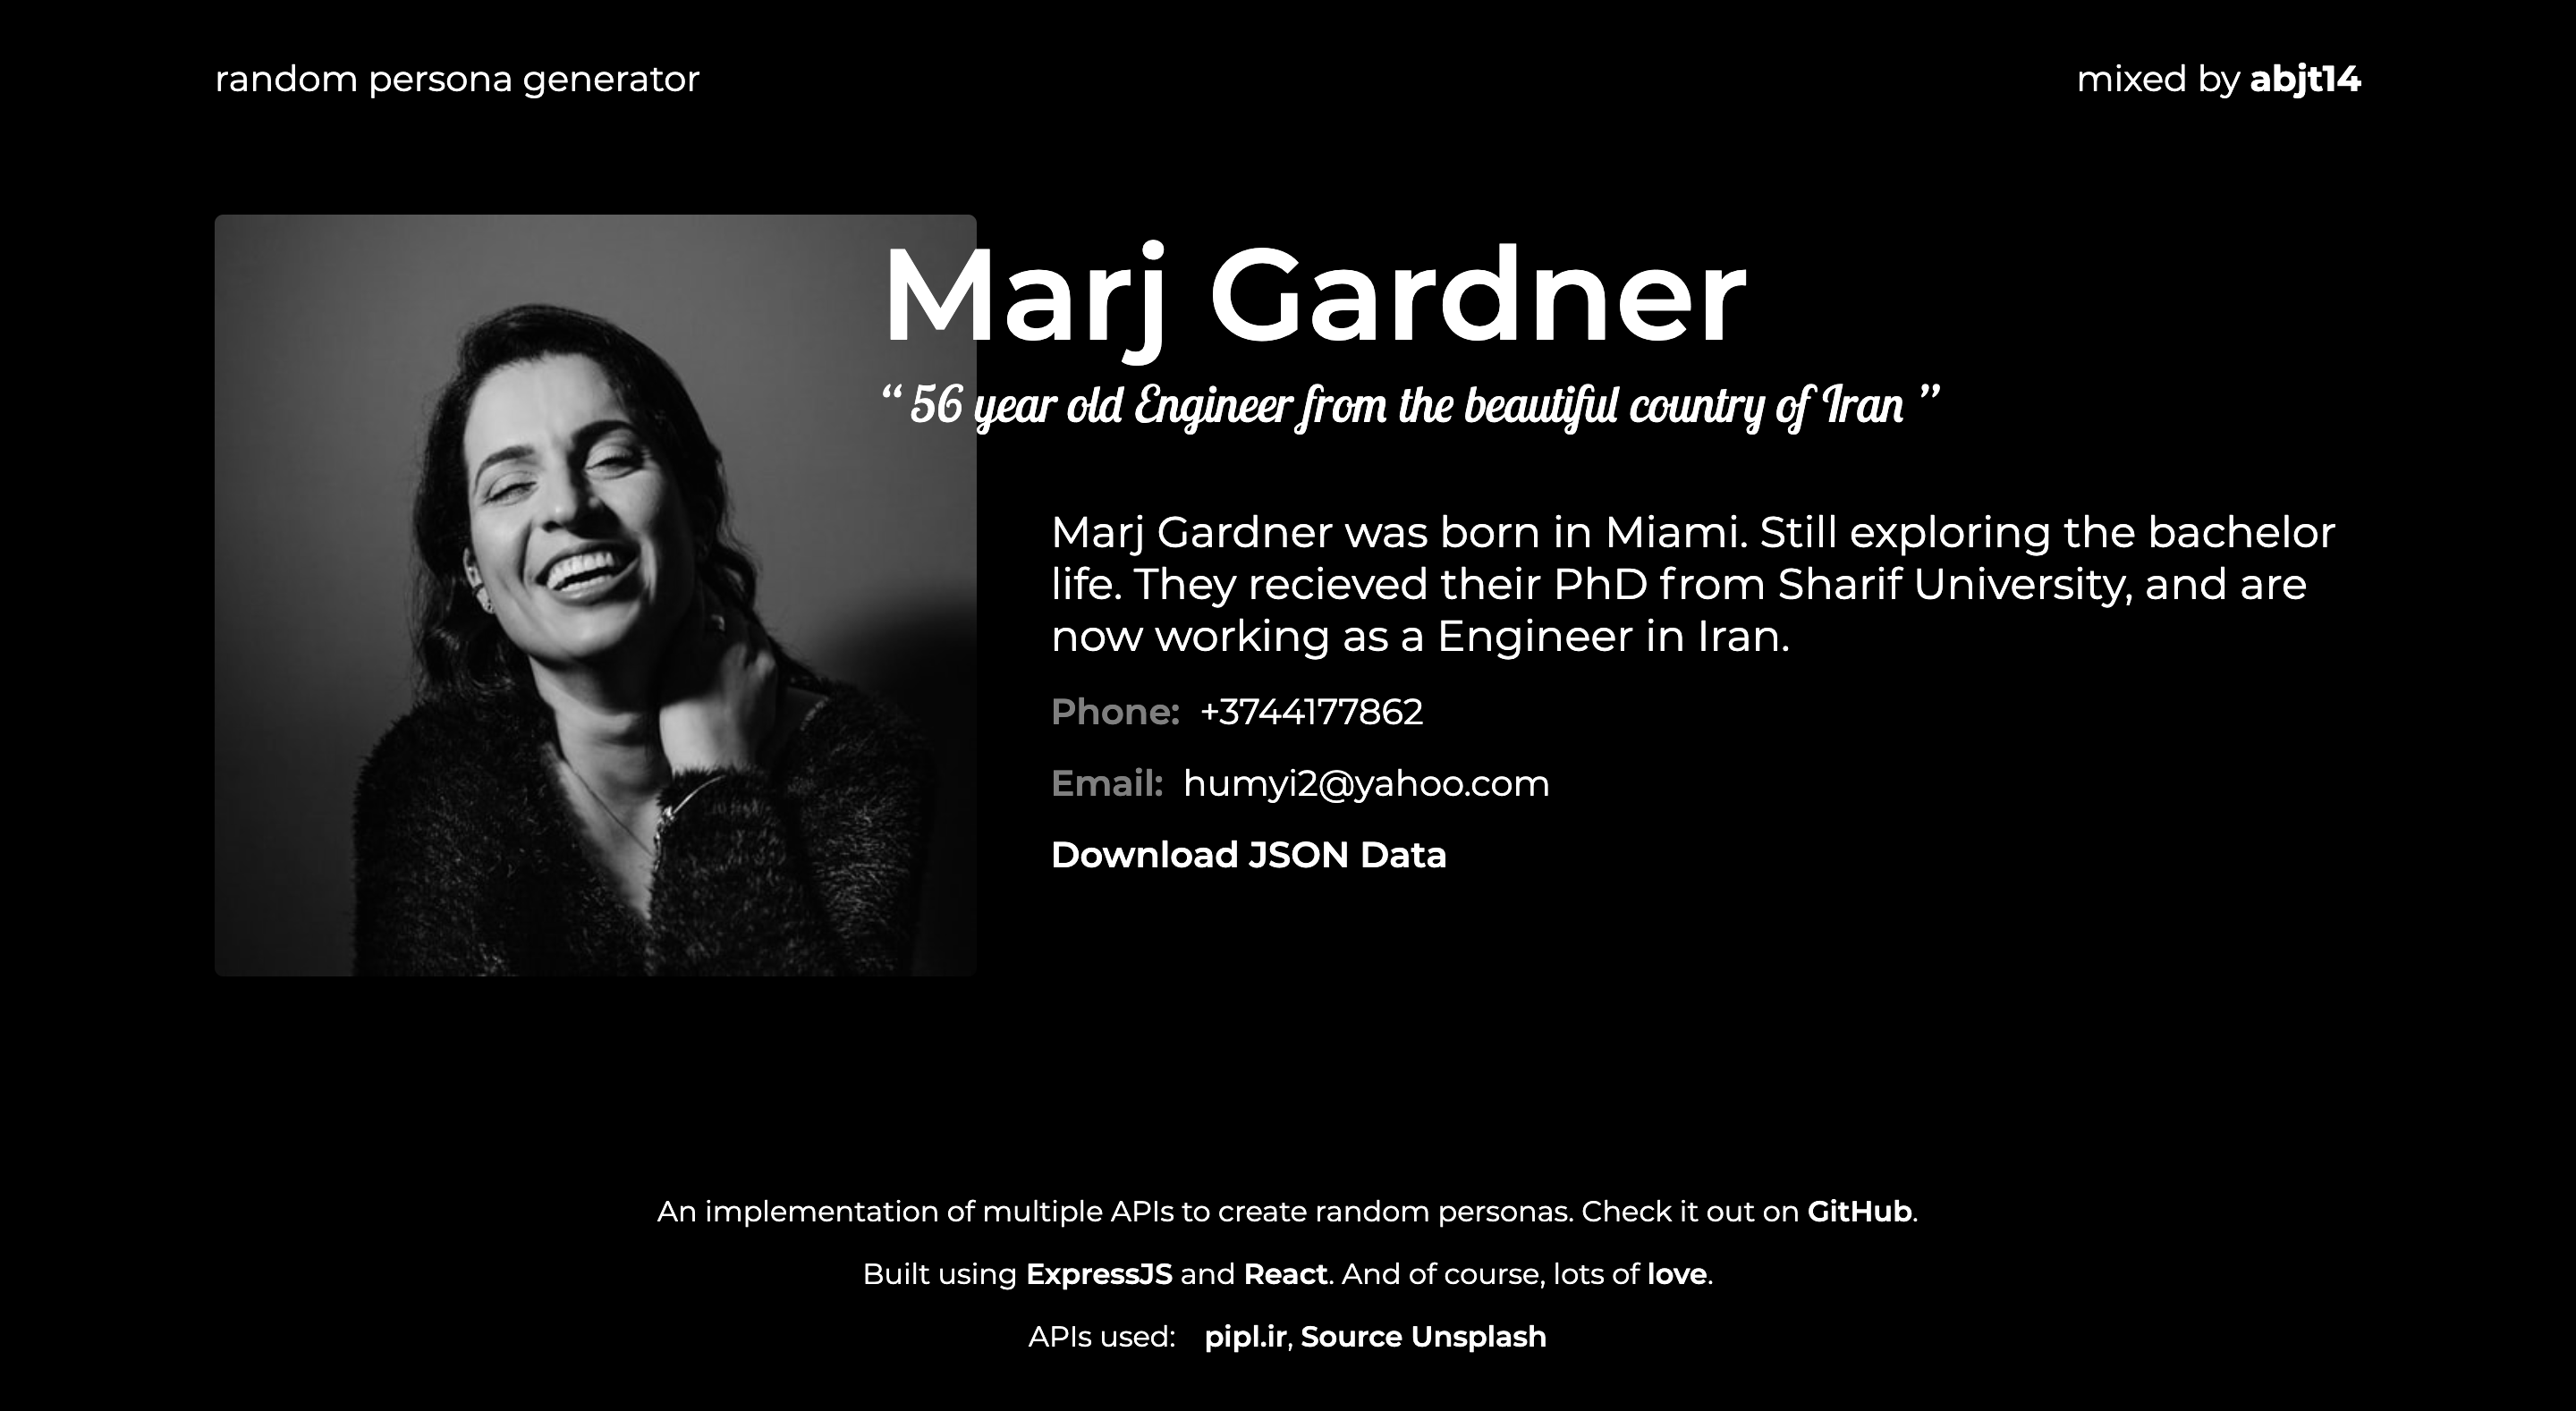 random persona generator
mixed by abjt14
Marj Gardner
“ 56 year old Engineer from the beautiful country of Iran ”
Marj Gardner was born in Miami. Still exploring the bachelor
life. They recieved their PhD from Sharif University, and are
now working as a Engineer in Iran.
Phone: +3744177862
Email: humyi2@yahoo.com
Download JSON Data
An implementation of multiple APIs to create random personas. Check it out on GitHub.
Built using ExpressJS and React. And of course, lots of love.
APIs used: pipl.ir, Source Unsplash